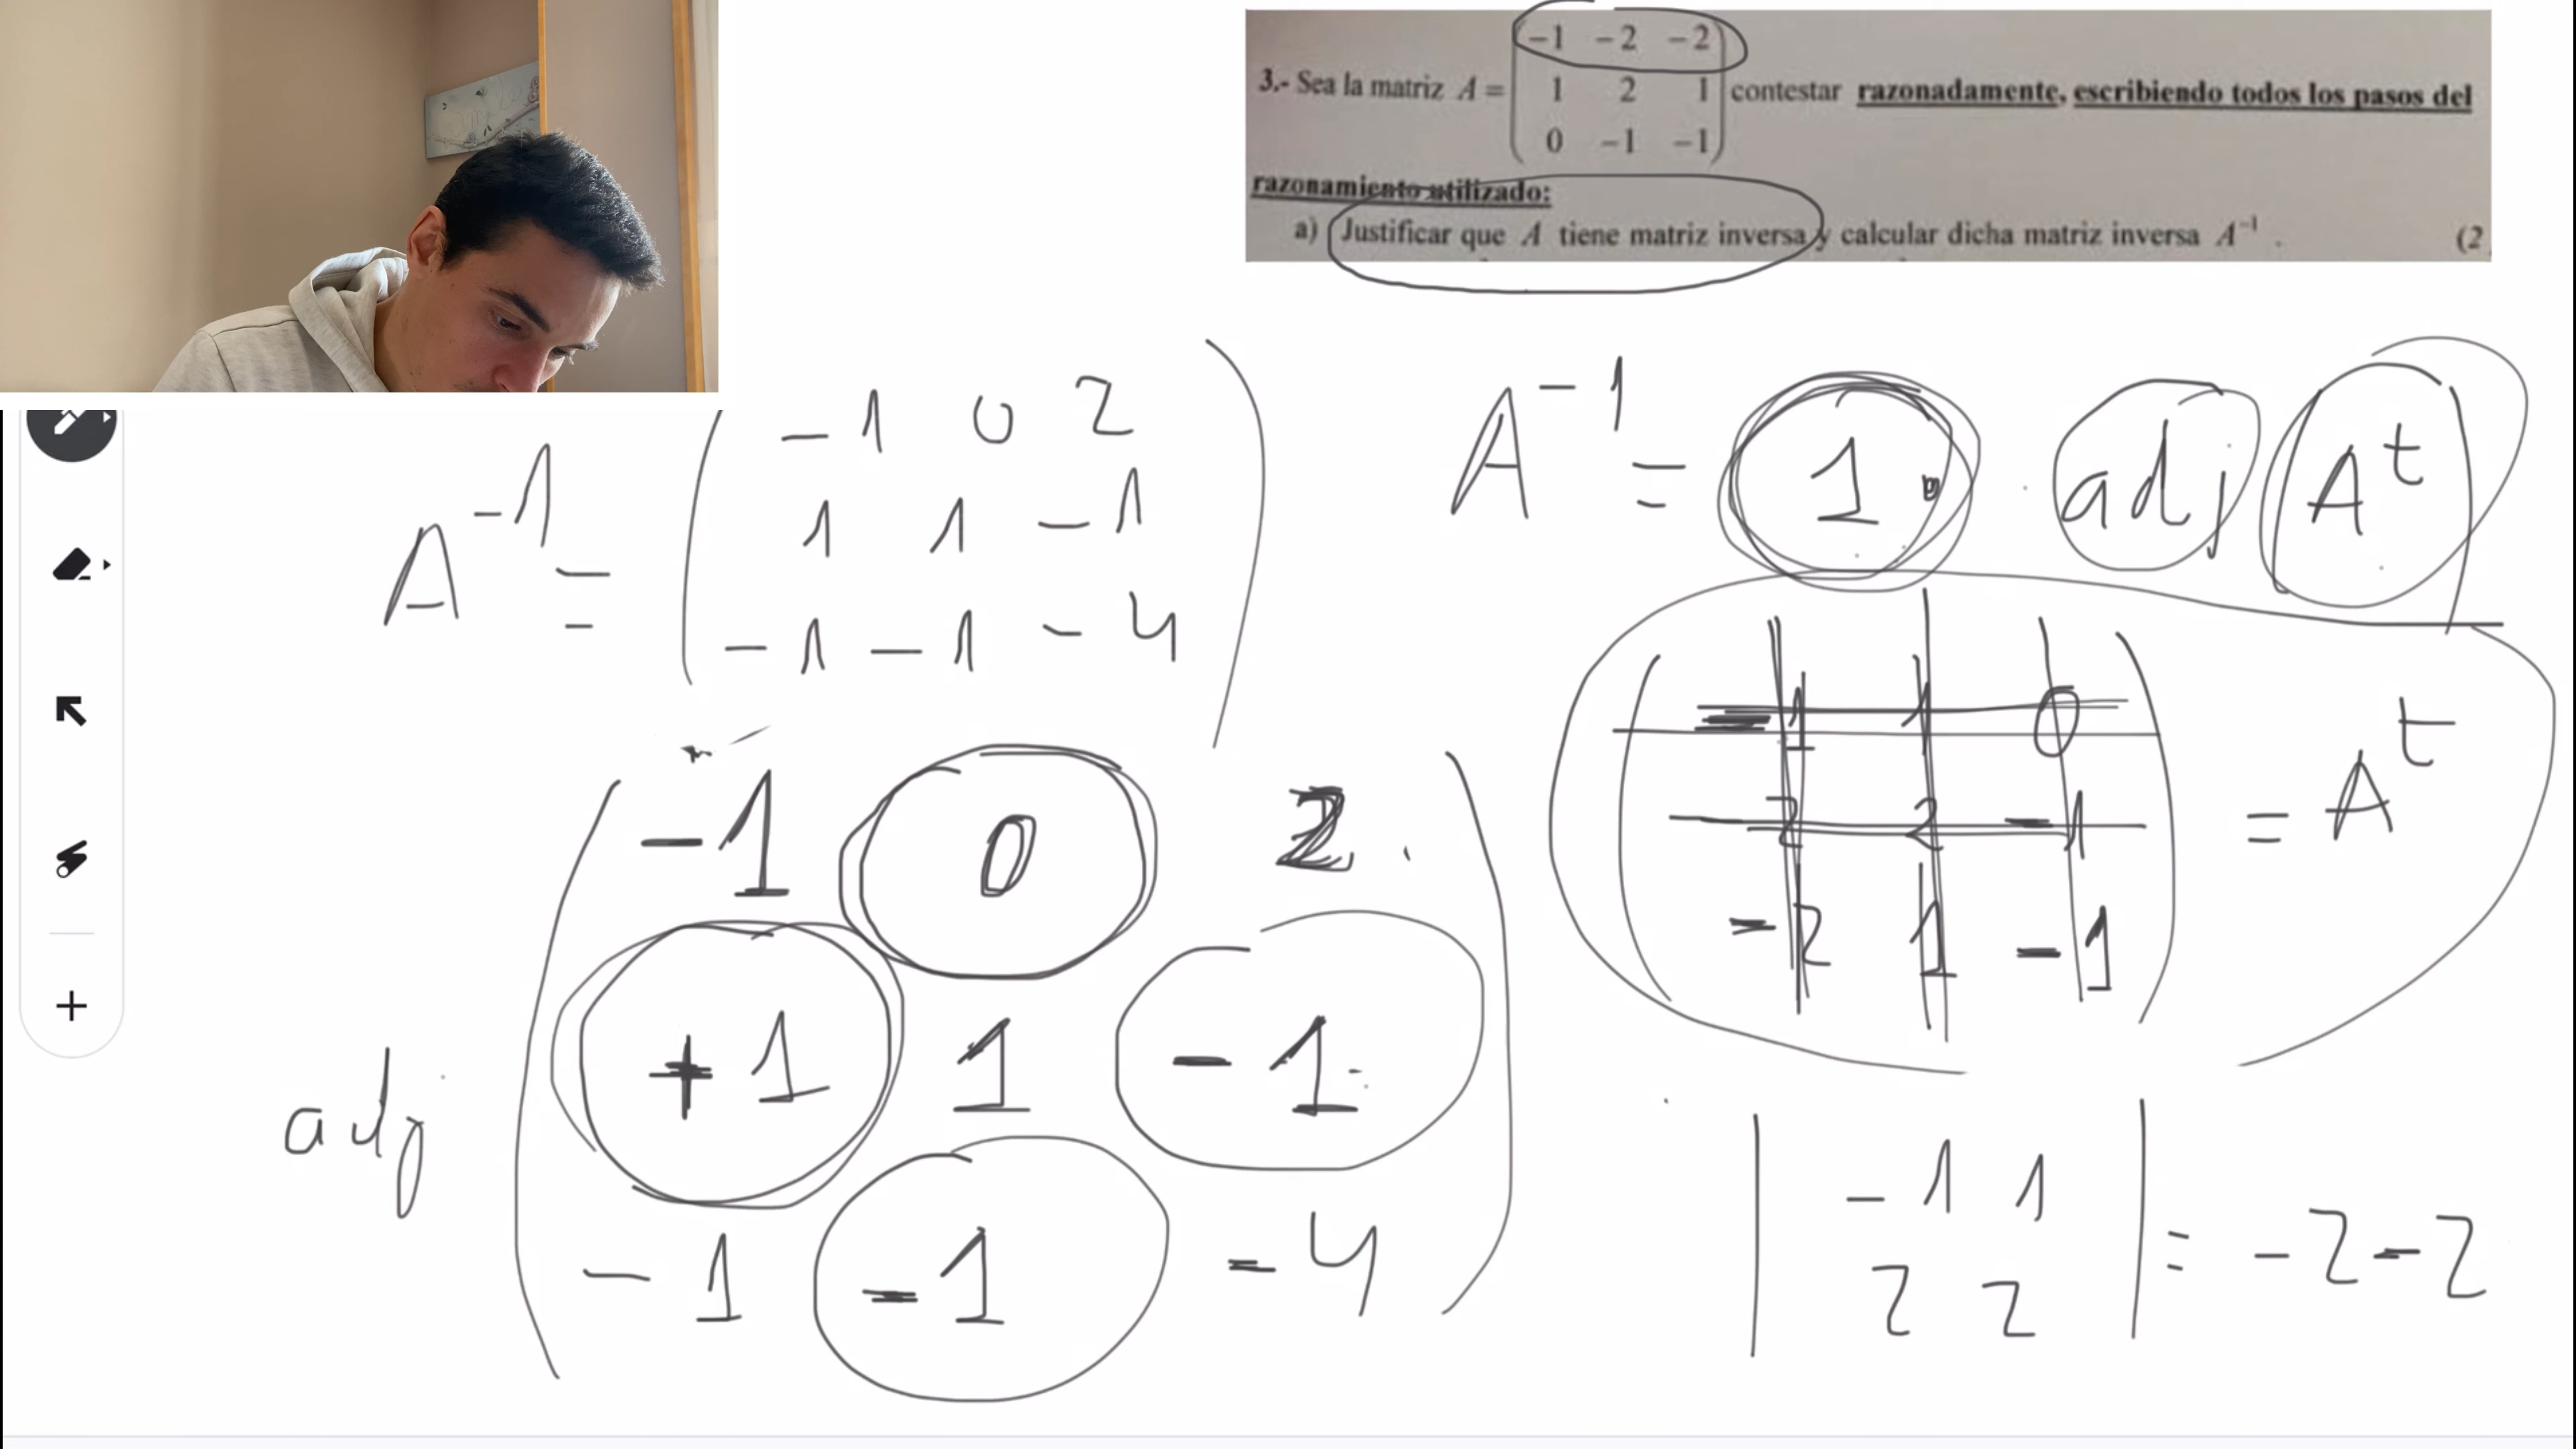 -1 -2 -2
3.- Sea la matriz A = 1 2 1 contestar razonadamente, escribiendo todos los pasos del
0 -1 -1
razonamiento utilizado:
a) Justificar que A tiene matriz inversa y calcular dicha matriz inversa A⁻¹ . (2
A⁻¹ =
-1 0 2
1 1 -1
-1 -1 -4
A⁻¹ = 1 · adj Aᵗ
-1 1 0
-2 2 -1
-2 1 -1
= Aᵗ
adj
-1 0 2
+1 1 -1
-1 -1 -4
-1 1
2 2
= -2-2